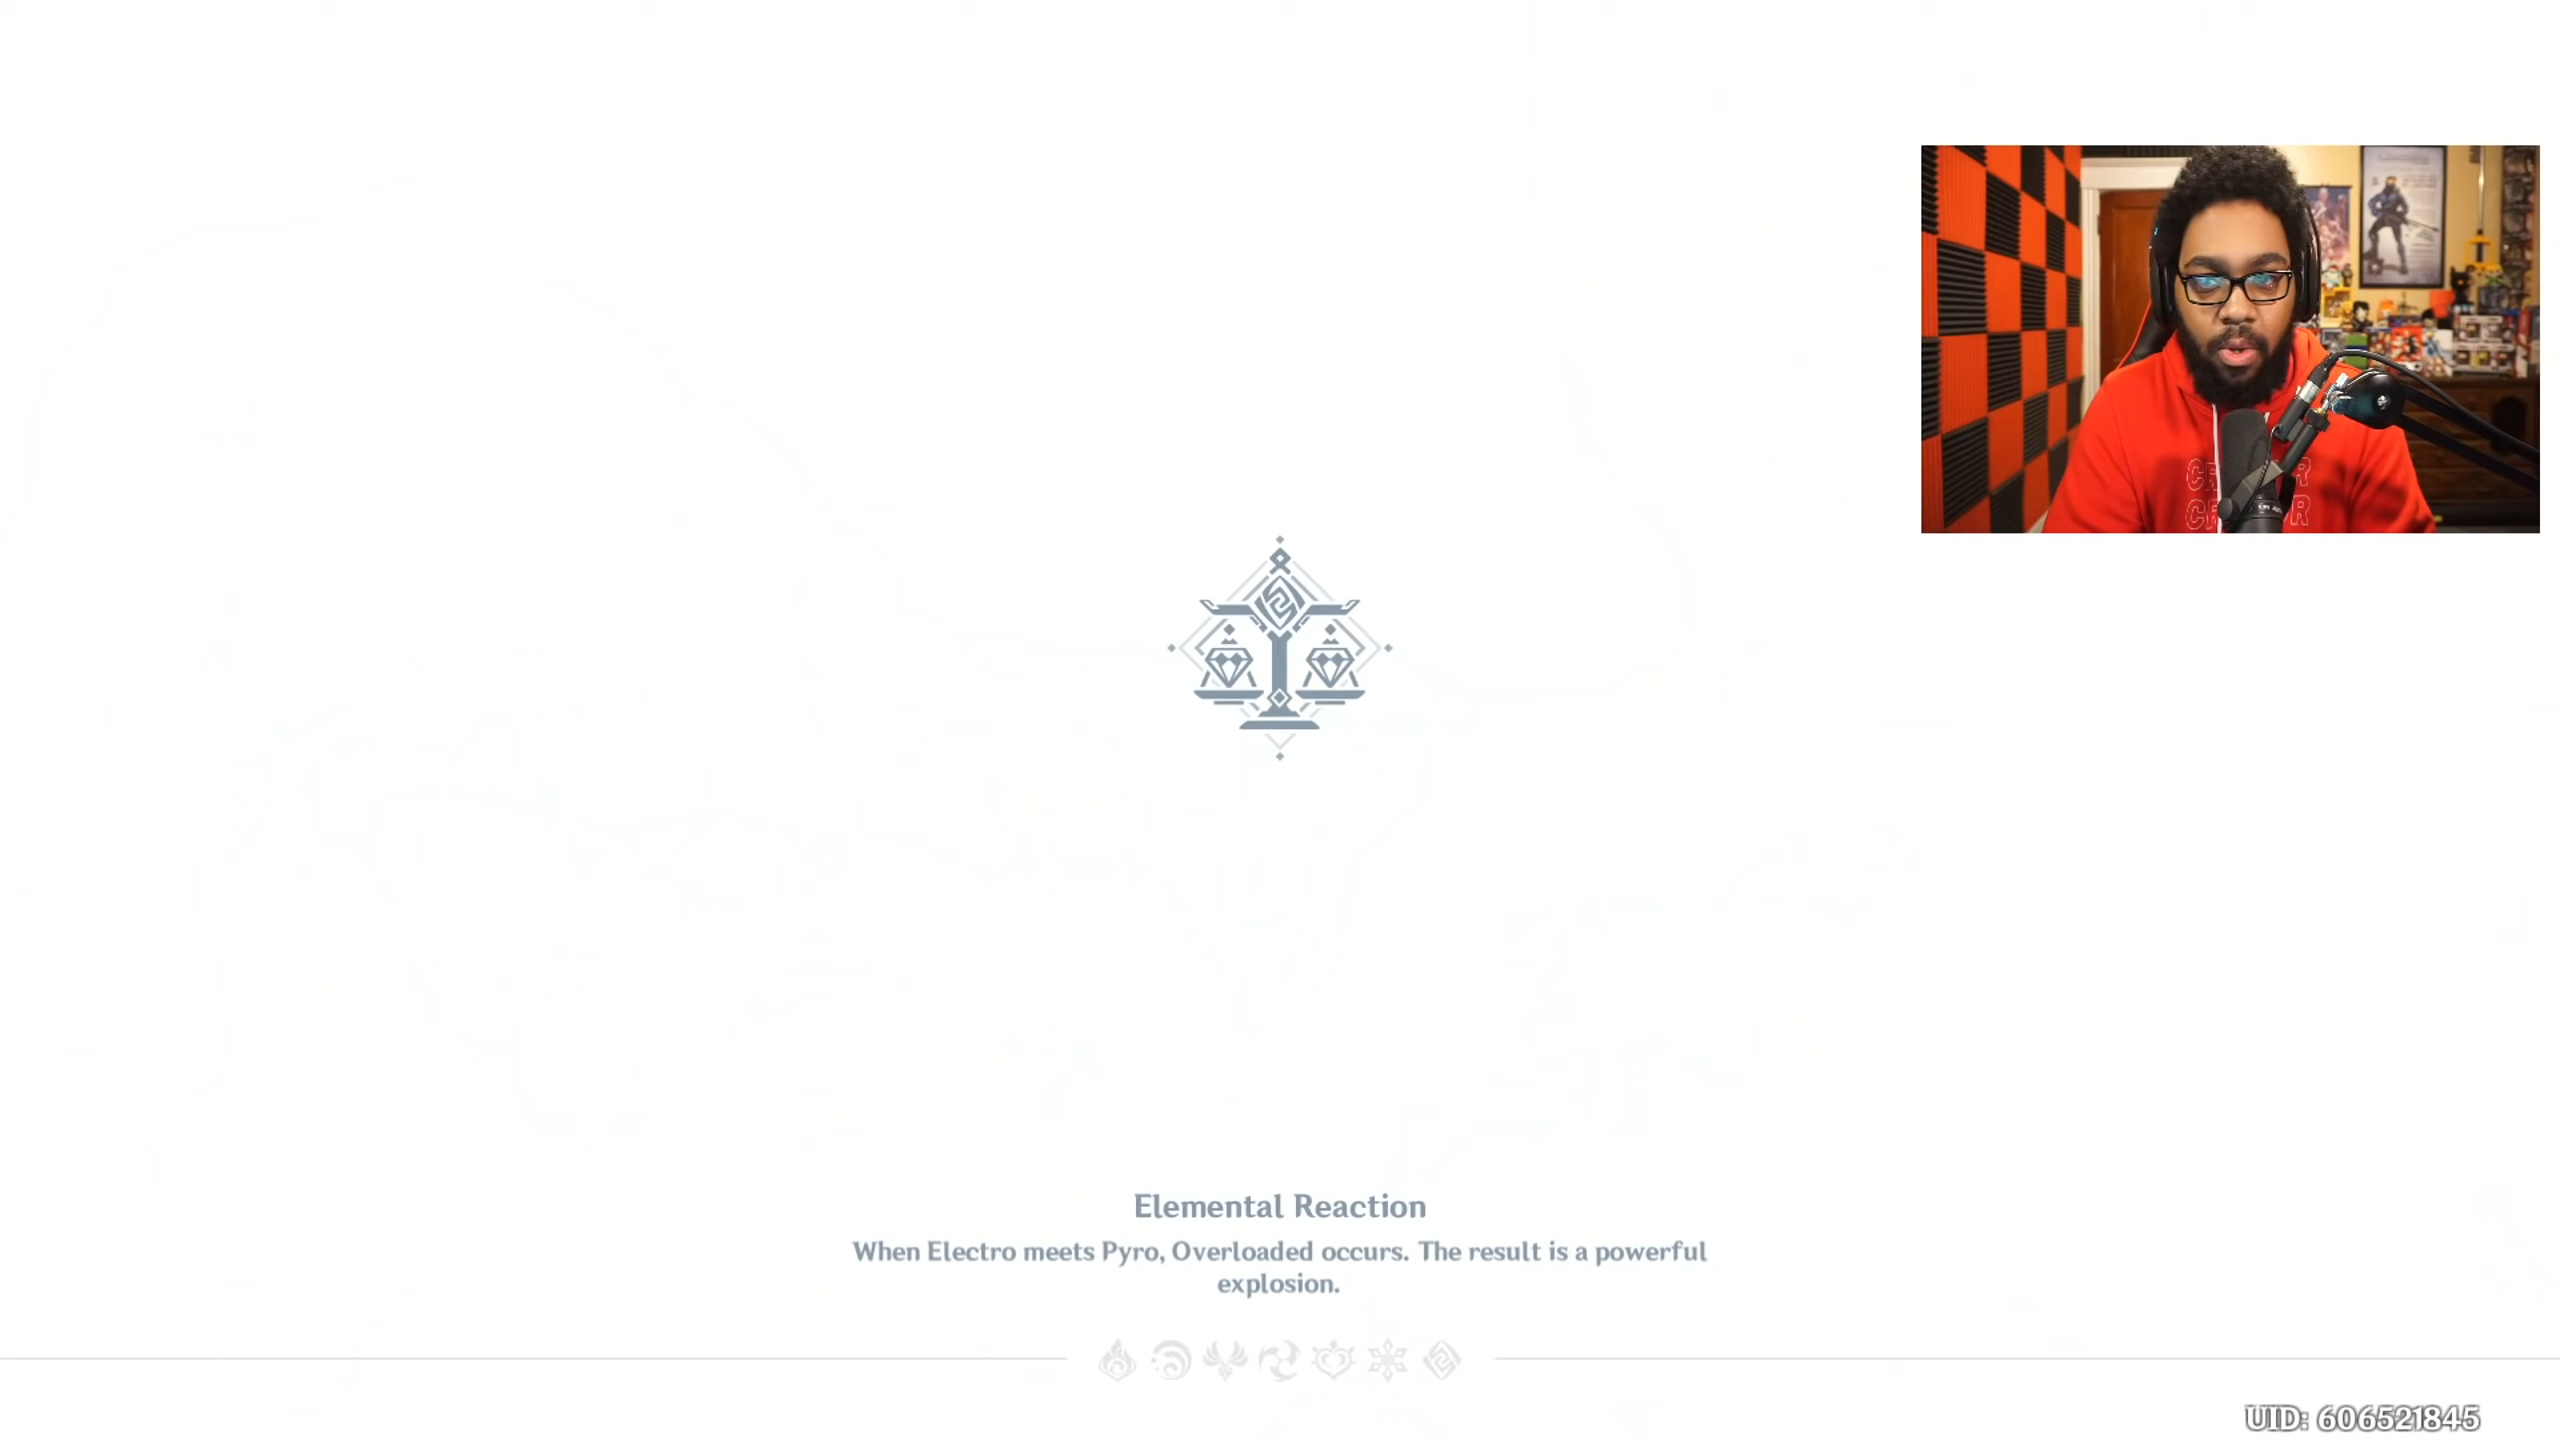 Elemental Reaction
When Electro meets Pyro, Overloaded occurs. The result is a powerful
explosion.
UID: 606521845